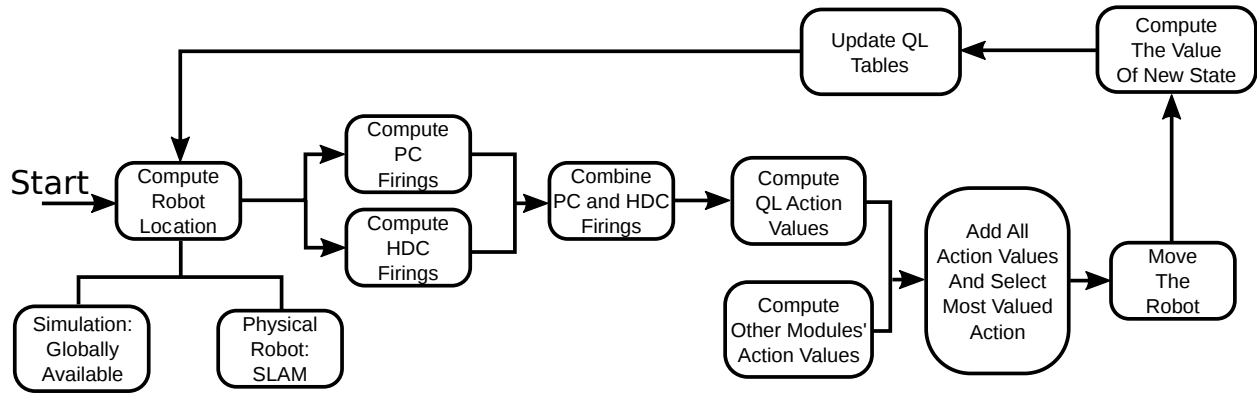 Start
Compute
Robot
Location
Simulation:
Globally
Available
Physical
Robot:
SLAM
Compute
PC
Firings
Compute
HDC
Firings
Combine
PC and HDC
Firings
Compute
QL Action
Values
Compute
Other Modules'
Action Values
Add All
Action Values
And Select
Most Valued
Action
Move
The
Robot
Compute
The Value
Of New State
Update QL
Tables